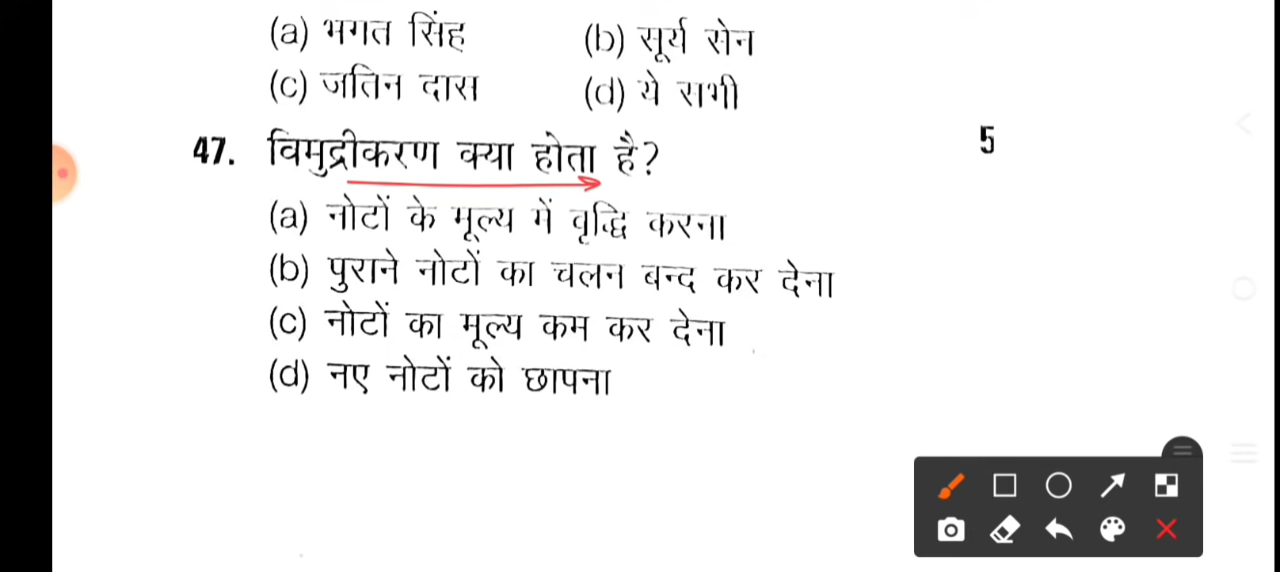 (a) भगत सिंह (b) सूर्य सेन
(c) जतिन दास (d) ये सभी
47. विमुद्रीकरण क्या होता है? 5
(a) नोटों के मूल्य में वृद्धि करना
(b) पुराने नोटों का चलन बन्द कर देना
(c) नोटों का मूल्य कम कर देना
(d) नए नोटों को छापना